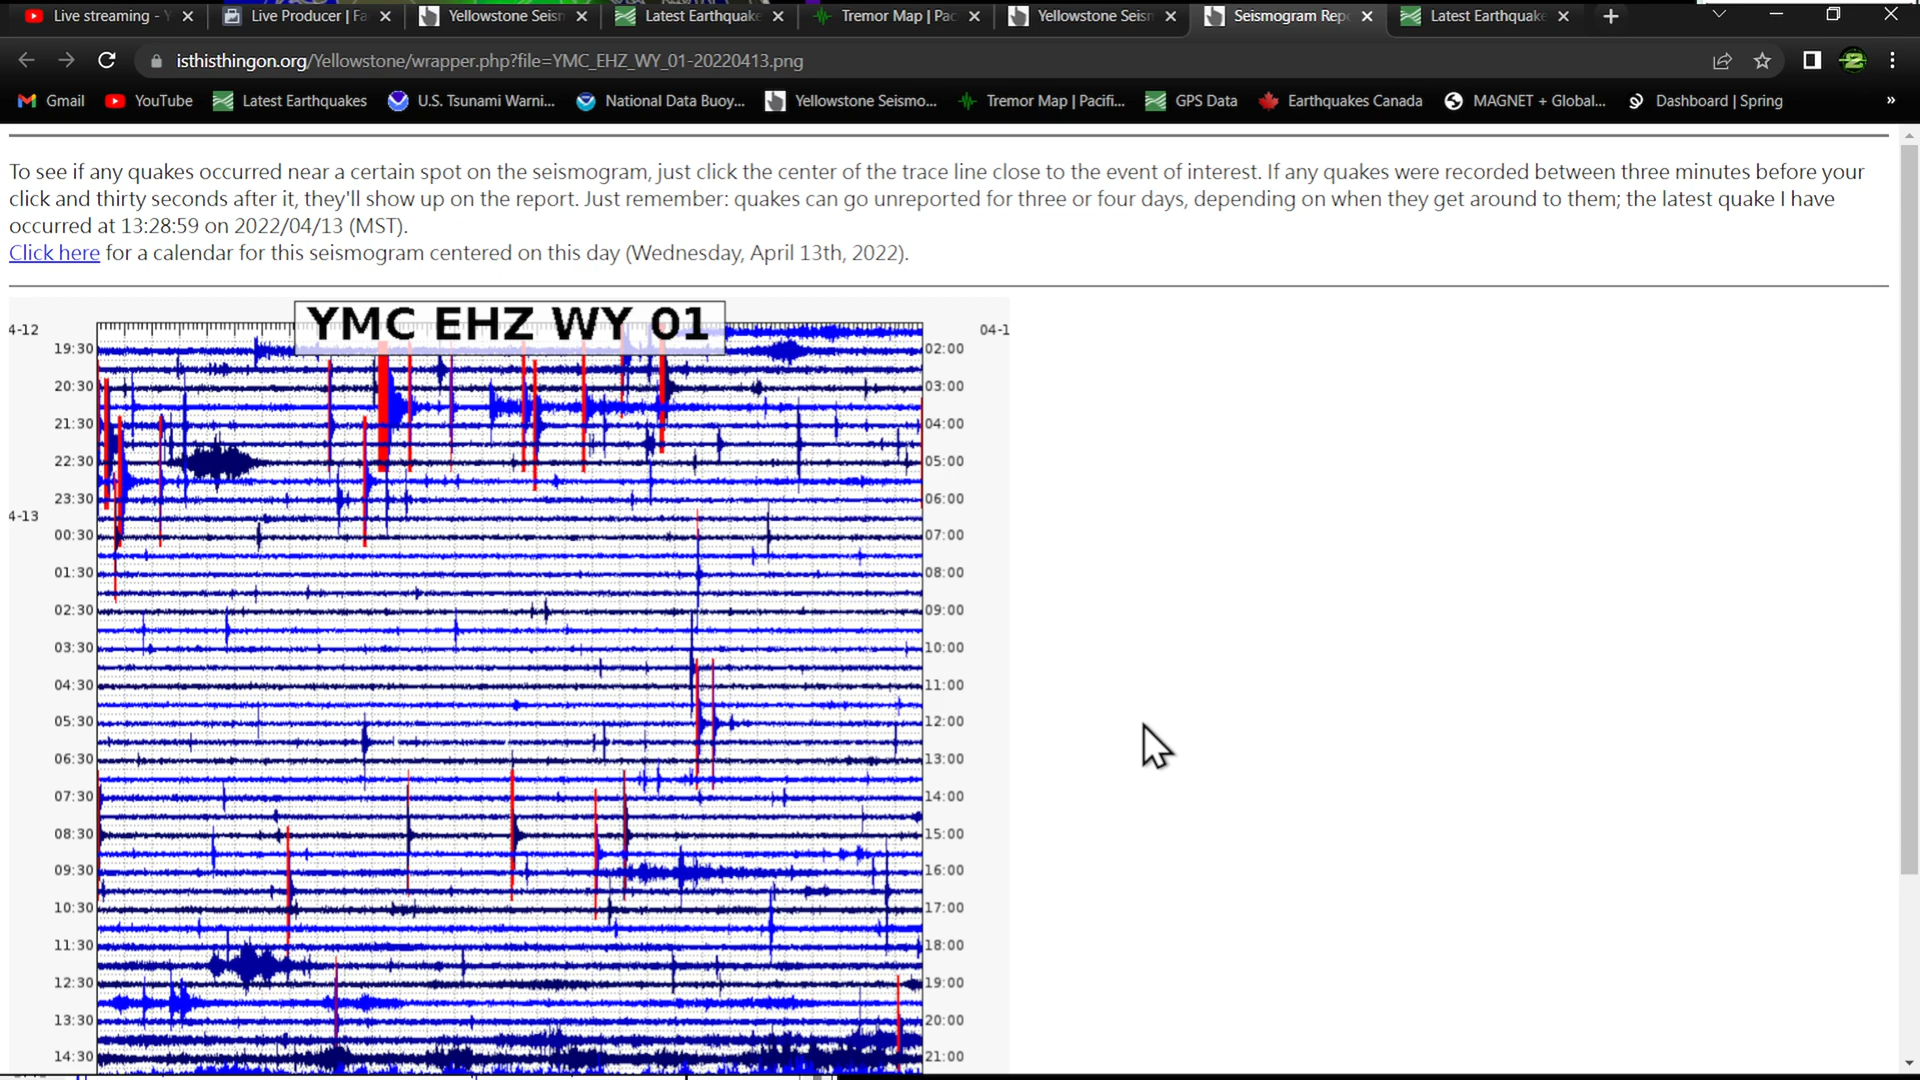 Live streaming - Y
Live Producer | Fa
Yellowstone Seisn
Latest Earthquake
Tremor Map | Pac
Yellowstone Seisn
Seismogram Repo
Latest Earthquake
isthisthingon.org/Yellowstone/wrapper.php?file=YMC_EHZ_WY_01-20220413.png
Gmail
YouTube
Latest Earthquakes
U.S. Tsunami Warni...
National Data Buoy...
Yellowstone Seismo...
Tremor Map | Pacifi...
GPS Data
Earthquakes Canada
MAGNET + Global...
Dashboard | Spring
»
To see if any quakes occurred near a certain spot on the seismogram, just click the center of the trace line close to the event of interest. If any quakes were recorded between three minutes before your
click and thirty seconds after it, they'll show up on the report. Just remember: quakes can go unreported for three or four days, depending on when they get around to them; the latest quake I have
occurred at 13:28:59 on 2022/04/13 (MST).
Click here for a calendar for this seismogram centered on this day (Wednesday, April 13th, 2022).
YMC EHZ WY 01
4-12
04-1
19:30 02:00
20:30 03:00
21:30 04:00
22:30 05:00
23:30 06:00
4-13
00:30 07:00
01:30 08:00
02:30 09:00
03:30 10:00
04:30 11:00
05:30 12:00
06:30 13:00
07:30 14:00
08:30 15:00
09:30 16:00
10:30 17:00
11:30 18:00
12:30 19:00
13:30 20:00
14:30 21:00